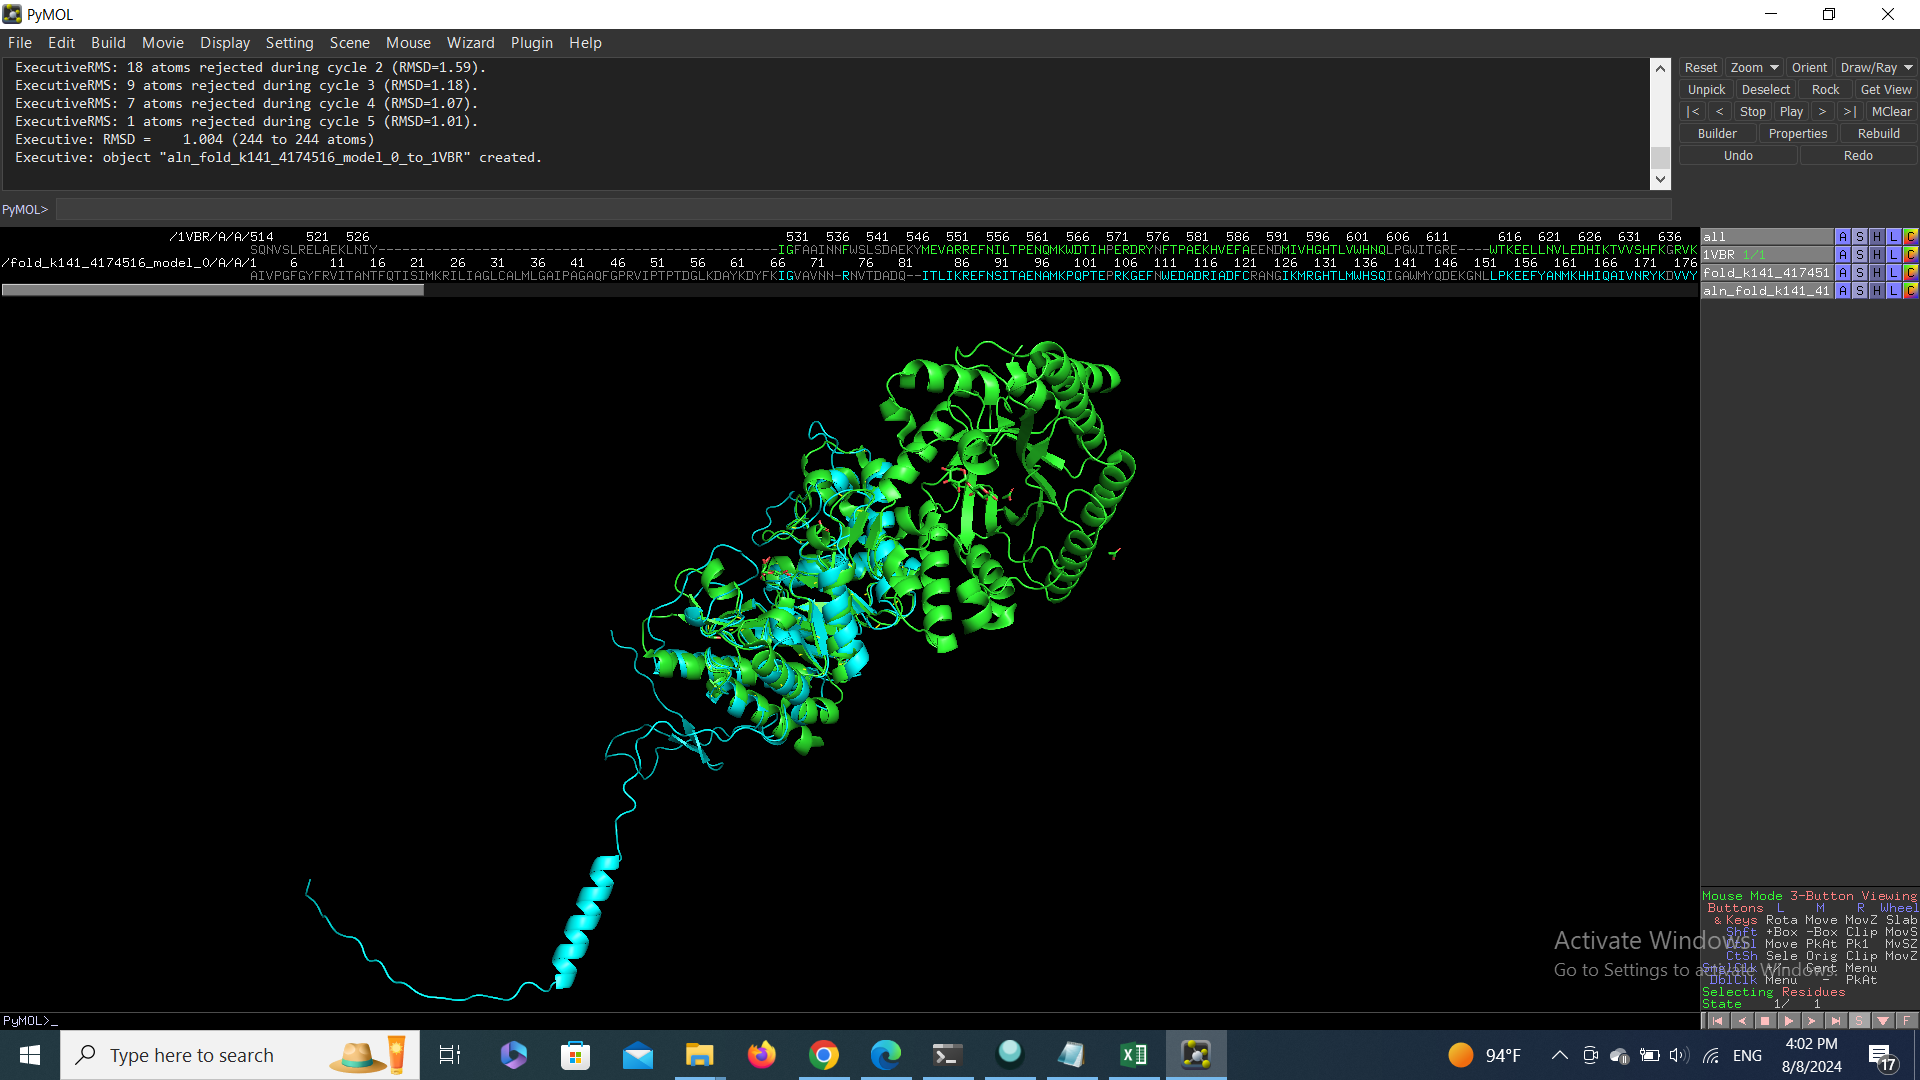 PyMOL
File Edit Build Movie Display Setting Scene Mouse Wizard Plugin Help
ExecutiveRMS: 18 atoms rejected during cycle 2 (RMSD=1.59).
ExecutiveRMS: 9 atoms rejected during cycle 3 (RMSD=1.18).
ExecutiveRMS: 7 atoms rejected during cycle 4 (RMSD=1.07).
ExecutiveRMS: 1 atoms rejected during cycle 5 (RMSD=1.01).
Executive: RMSD = 1.004 (244 to 244 atoms)
Executive: object "aln_fold_k141_4174516_model_0_to_1VBR" created.
Reset Zoom Orient Draw/Ray
Unpick Deselect Rock Get View
|< < Stop Play > >| MClear
Builder Properties Rebuild
Undo Redo
PyMOL>
/1VBR/A/A/514 521 526 531 536 541 546 551 556 561 566 571 576 581 586 591 596 601 606 611 616 621 626 631 636
SQNVSLRELAEKLNIY--------------------------------------------------IGFAAINNFWSLSDAEKYMEVARREFNILTPENQMKWDTIHPERDRYNFTPAEKHVEFAEENDMIVHGHTLVWHNQLPGWITGRE----WTKEELLNVLEDHIKTVVSHFKGRVK
/fold_k141_4174516_model_0/A/A/1 6 11 16 21 26 31 36 41 46 51 56 61 66 71 76 81 86 91 96 101 106 111 116 121 126 131 136 141 146 151 156 161 166 171 176
AIVPGFGYFRVITANTFQTISIMKRILIAGLCALMLGAIPAGAQFGPRVIPTPTDGLKDAYKDYFKIGVAVNN-RNVTDADQ--ITLIKREFNSITAENAMKPQPTEPRKGEFNWEDADRIADFCRANGIKMRGHTLMWHSQIGAWMYQDEKGNLLPKEEFYANMKHHIQAIVNRYKDVVY
all A S H L C
1VBR 1/1 A S H L C
fold_k141_417451 A S H L C
aln_fold_k141_41 A S H L C
Mouse Mode 3-Button Viewing
Buttons L M R Wheel
& Keys Rota Move MovZ Slab
Shft +Box -Box Clip MovS
Move PkAt Pk1 MvSZ
CtSh Sele Orig Clip MovZ
Cent Menu
DblClk Menu - PkAt
Selecting Residues
State 1/ 1
Activate Windows
Go to Settings to activate Windows.
PyMOL>_
S F
Type here to search
94°F
ENG
4:02 PM
8/8/2024
17